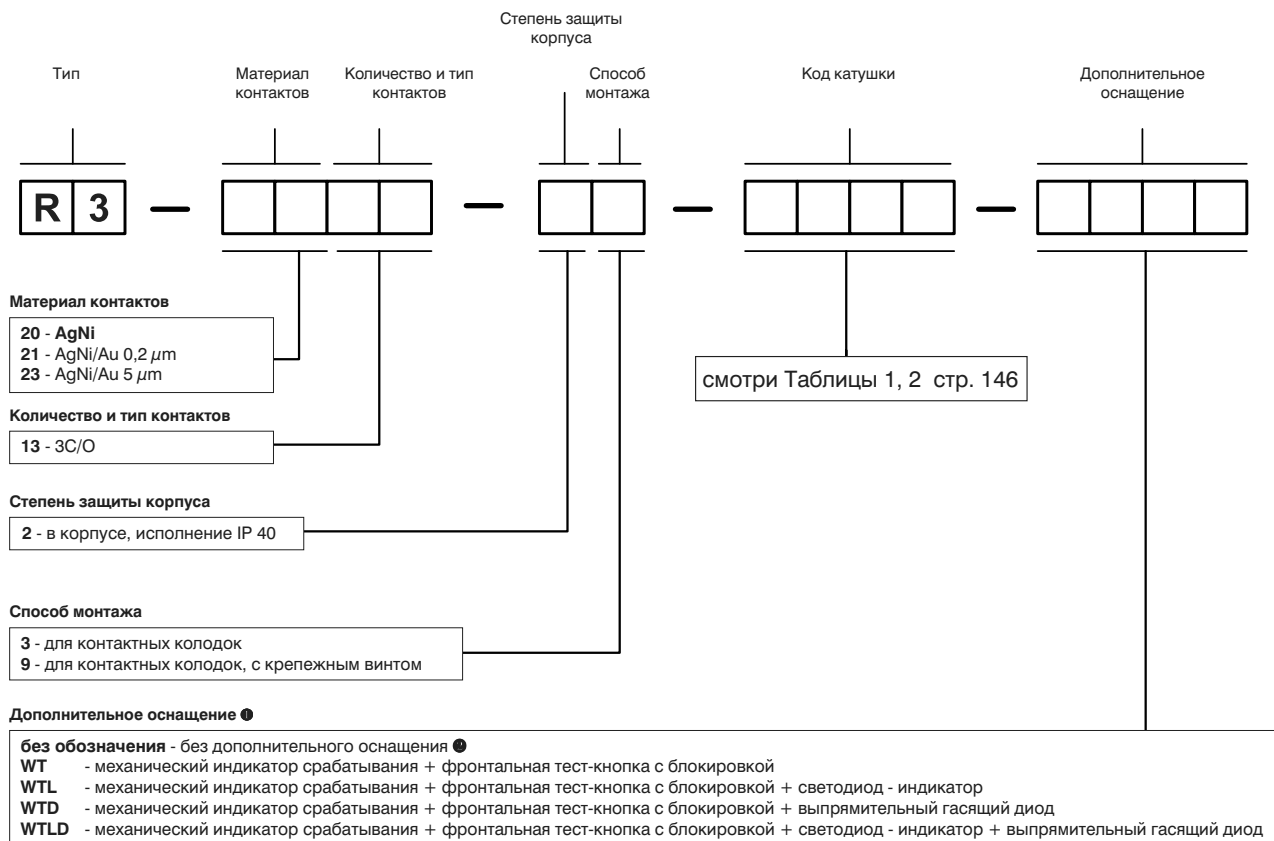 Степень защиты
корпуса
Тип
Материал
контактов
Количество и тип
контактов
Способ
монтажа
Код катушки
Дополнительное
оснащение
R 3 — — — —
Материал контактов
20 - AgNi
21 - AgNi/Au 0,2 µm
23 - AgNi/Au 5 µm
смотри Таблицы 1, 2 стр. 146
Количество и тип контактов
13 - 3C/O
Степень защиты корпуса
2 - в корпусе, исполнение IP 40
Способ монтажа
3 - для контактных колодок
9 - для контактных колодок, с крепежным винтом
Дополнительное оснащение ❶
без обозначения - без дополнительного оснащения ❷
WT - механический индикатор срабатывания + фронтальная тест-кнопка с блокировкой
WTL - механический индикатор срабатывания + фронтальная тест-кнопка с блокировкой + светодиод - индикатор
WTD - механический индикатор срабатывания + фронтальная тест-кнопка с блокировкой + выпрямительный гасящий диод
WTLD - механический индикатор срабатывания + фронтальная тест-кнопка с блокировкой + светодиод - индикатор + выпрямительный гасящий диод